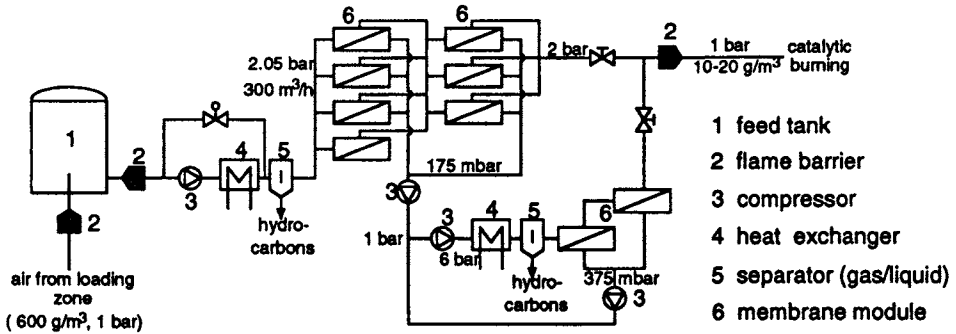 6
6
2
2.05 bar
300 m³/h
2 bar
1 bar
10-20 g/m³
catalytic
burning
1
2
4
5
3
175 mbar
1 feed tank
2 flame barrier
3 compressor
4 heat exchanger
5 separator (gas/liquid)
6 membrane module
2
hydro-
carbons
3
3
4
5
6
1 bar
6 bar
375 mbar
hydro-
carbons
3
air from loading
zone
( 600 g/m³, 1 bar)